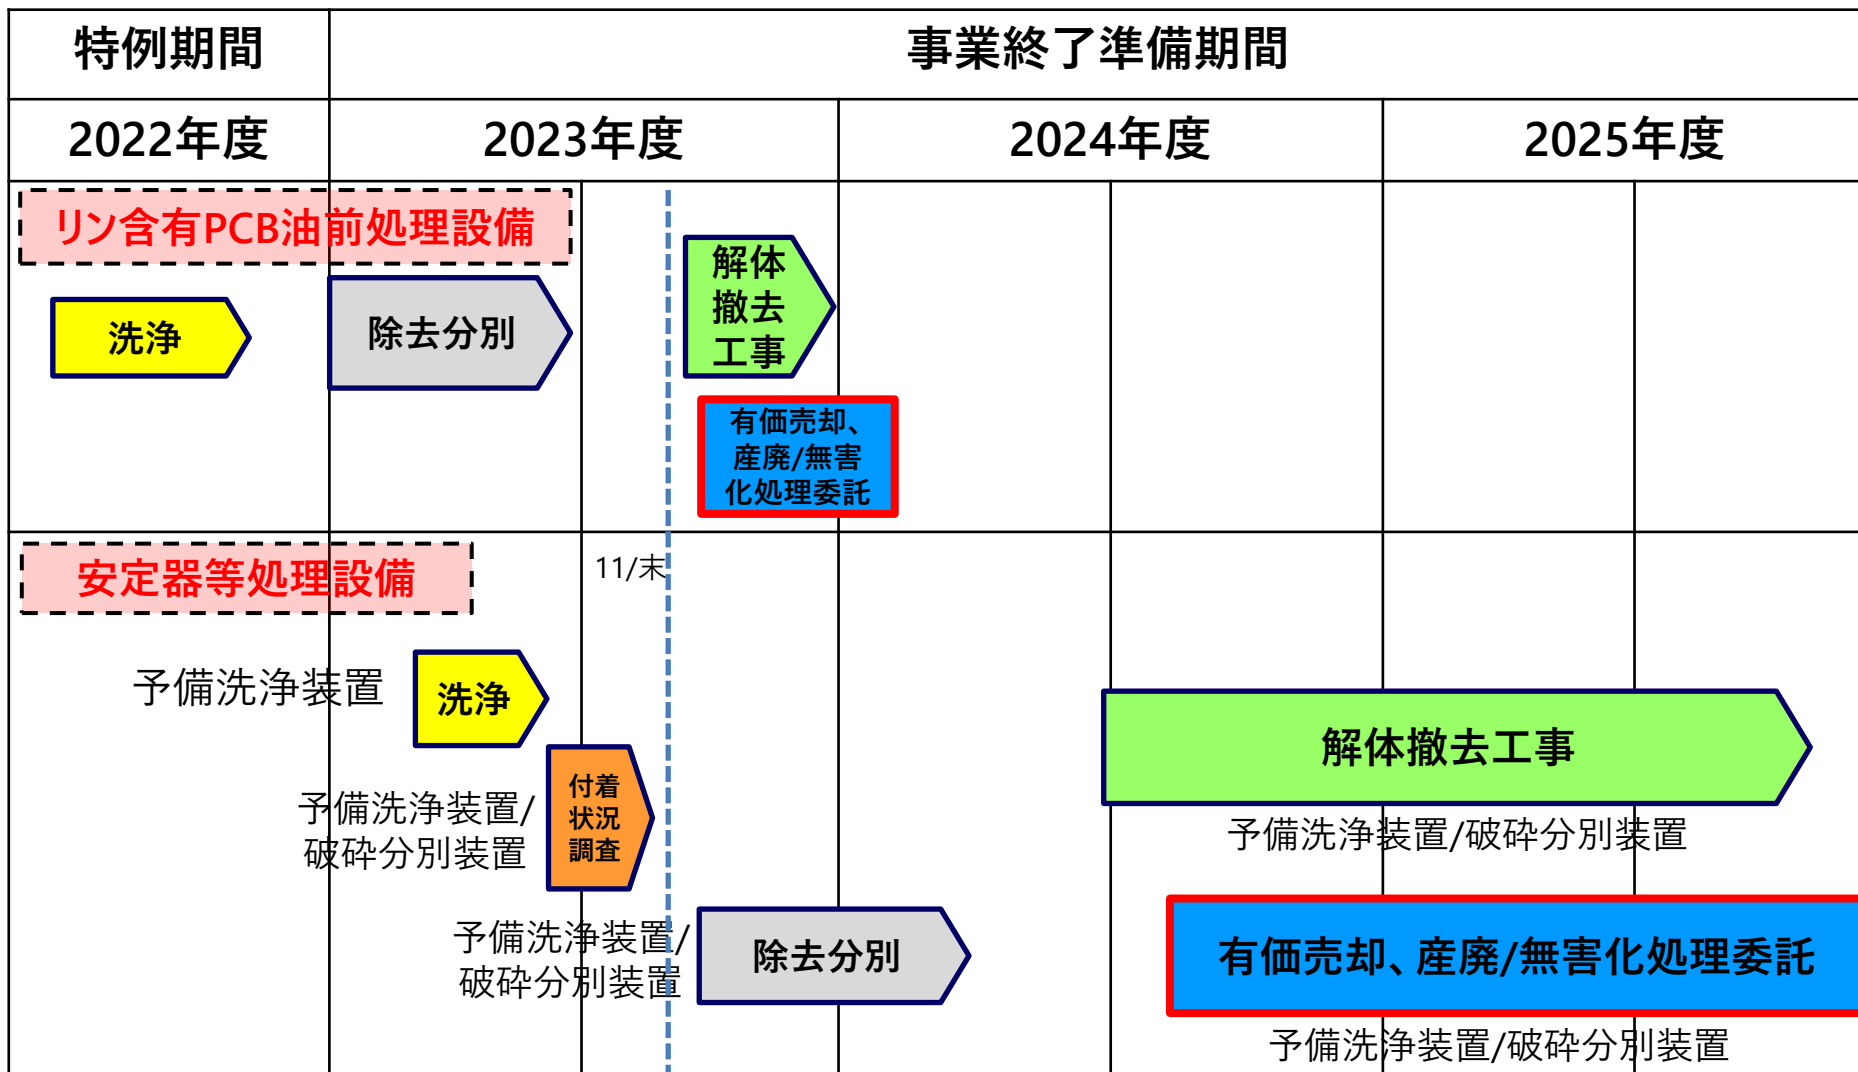 特例期間
事業終了準備期間
2022年度
2023年度
2024年度
2025年度
リン含有PCB油前処理設備
洗浄
除去分別
解体
撤去
工事
有価売却、
産廃/無害
化処理委託
安定器等処理設備
11/末
予備洗浄装置
洗浄
予備洗浄装置/
破砕分別装置
付着
状況
調査
予備洗浄装置/
破砕分別装置
除去分別
解体撤去工事
予備洗浄装置/破砕分別装置
有価売却、産廃/無害化処理委託
予備洗浄装置/破砕分別装置